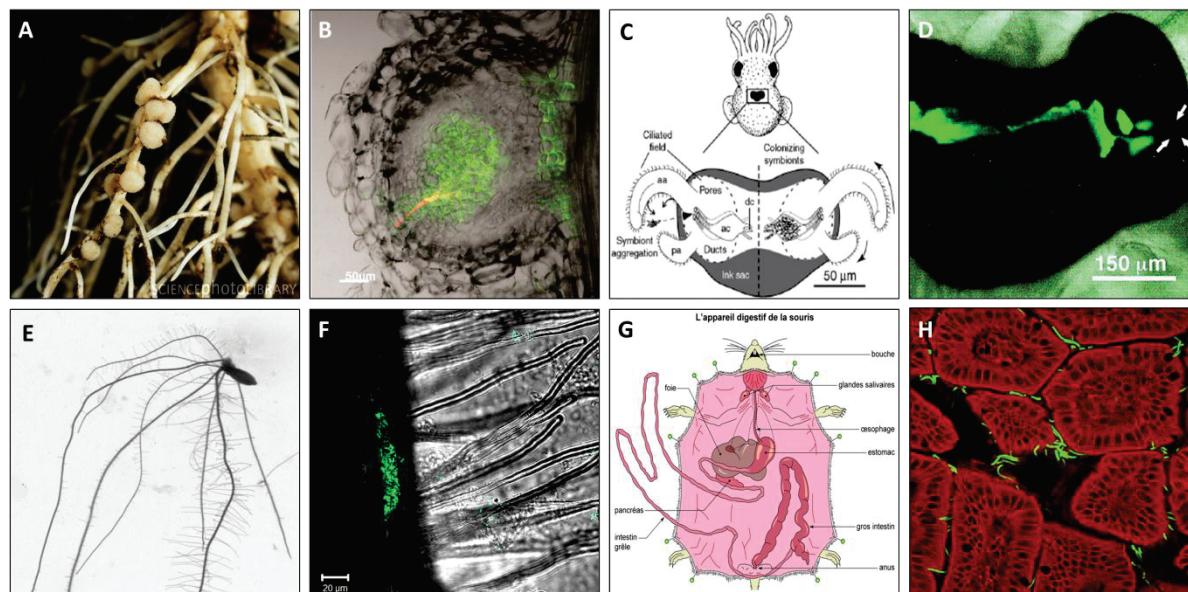 A
SCIENCEPHOTOLIBRARY
B
50µm
C
Ciliated
field
Colonizing
symbionts
aa
Pores
dc
ac
Symbiont
aggregation
pa
Ducts
Ink sac
50 µm
D
150 µm
E
F
20 µm
G
L'appareil digestif de la souris
bouche
foie
glandes salivaires
œsophage
estomac
pancréas
intestin
grêle
gros intestin
anus
H